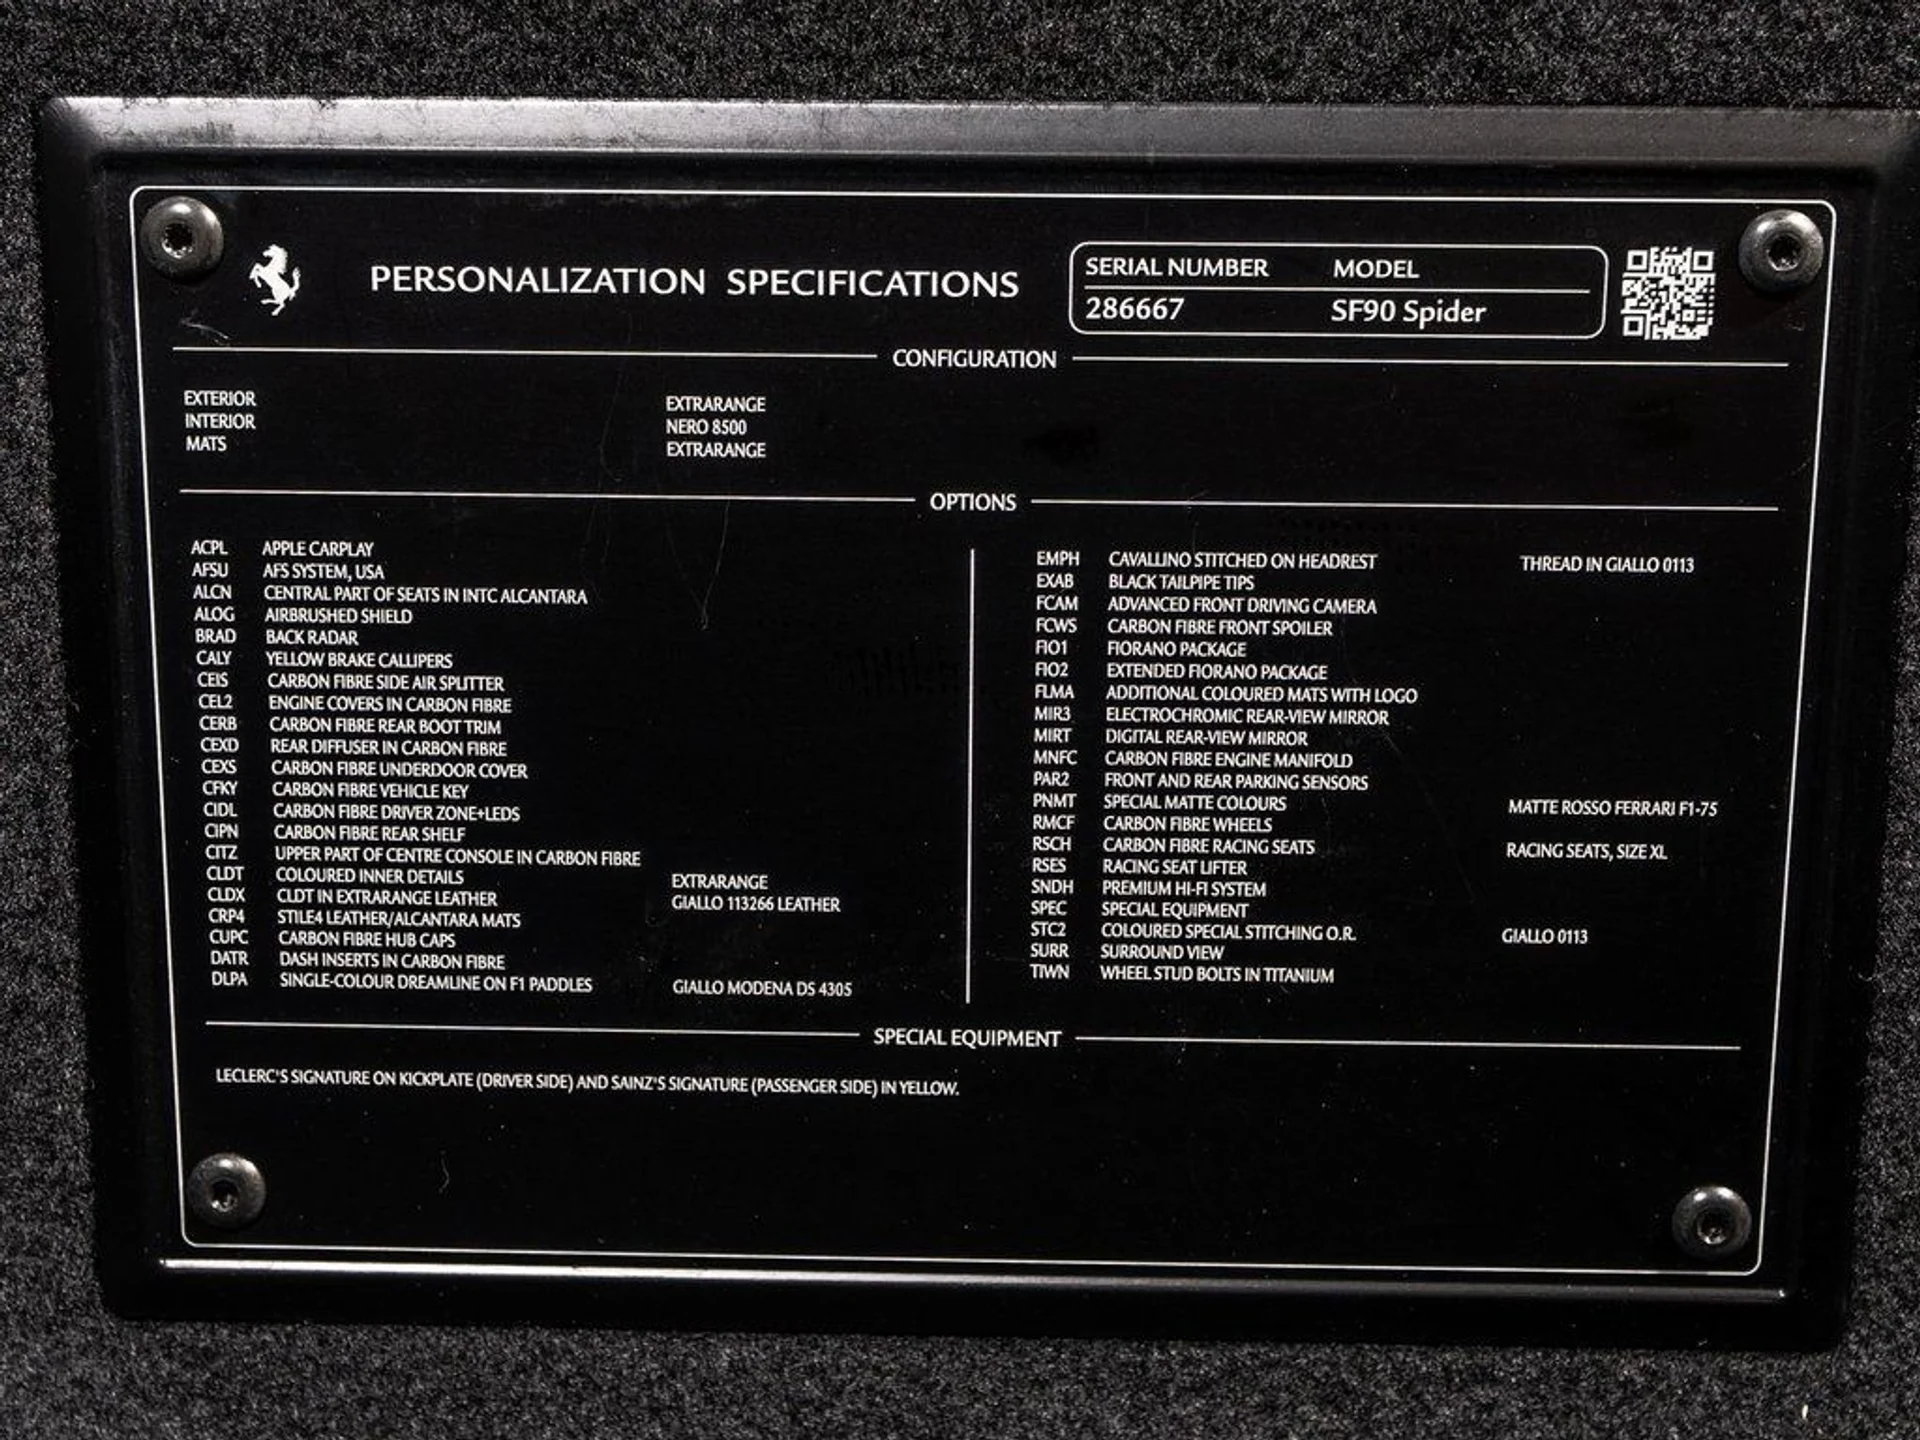 PERSONALIZATION SPECIFICATIONS
SERIAL NUMBER MODEL
286667 SF90 Spider
CONFIGURATION
EXTERIOR EXTRARANGE
INTERIOR NERO 8500
MATS EXTRARANGE
OPTIONS
ACPL APPLE CARPLAY
AFSU AFS SYSTEM, USA
ALCN CENTRAL PART OF SEATS IN INTC ALCANTARA
ALOG AIRBRUSHED SHIELD
BRAD BACK RADAR
CALY YELLOW BRAKE CALLIPERS
CEIS CARBON FIBRE SIDE AIR SPLITTER
CEL2 ENGINE COVERS IN CARBON FIBRE
CERB CARBON FIBRE REAR BOOT TRIM
CEXD REAR DIFFUSER IN CARBON FIBRE
CEXS CARBON FIBRE UNDERDOOR COVER
CFKY CARBON FIBRE VEHICLE KEY
CIDL CARBON FIBRE DRIVER ZONE+LEDS
CIPN CARBON FIBRE REAR SHELF
CITZ UPPER PART OF CENTRE CONSOLE IN CARBON FIBRE
CLDT COLOURED INNER DETAILS EXTRARANGE
CLDX CLDT IN EXTRARANGE LEATHER GIALLO 113266 LEATHER
CRP4 STILE4 LEATHER/ALCANTARA MATS
CUPC CARBON FIBRE HUB CAPS
DATR DASH INSERTS IN CARBON FIBRE
DLPA SINGLE-COLOUR DREAMLINE ON F1 PADDLES GIALLO MODENA DS 4305
EMPH CAVALLINO STITCHED ON HEADREST THREAD IN GIALLO 0113
EXAB BLACK TAILPIPE TIPS
FCAM ADVANCED FRONT DRIVING CAMERA
FCWS CARBON FIBRE FRONT SPOILER
FIO1 FIORANO PACKAGE
FIO2 EXTENDED FIORANO PACKAGE
FLMA ADDITIONAL COLOURED MATS WITH LOGO
MIR3 ELECTROCHROMIC REAR-VIEW MIRROR
MIRT DIGITAL REAR-VIEW MIRROR
MNFC CARBON FIBRE ENGINE MANIFOLD
PAR2 FRONT AND REAR PARKING SENSORS
PNMT SPECIAL MATTE COLOURS MATTE ROSSO FERRARI F1-75
RMCF CARBON FIBRE WHEELS
RSCH CARBON FIBRE RACING SEATS RACING SEATS, SIZE XL
RSES RACING SEAT LIFTER
SNDH PREMIUM HI-FI SYSTEM
SPEC SPECIAL EQUIPMENT
STC2 COLOURED SPECIAL STITCHING O.R. GIALLO 0113
SURR SURROUND VIEW
TIWN WHEEL STUD BOLTS IN TITANIUM
SPECIAL EQUIPMENT
LECLERC'S SIGNATURE ON KICKPLATE (DRIVER SIDE) AND SAINZ'S SIGNATURE (PASSENGER SIDE) IN YELLOW.